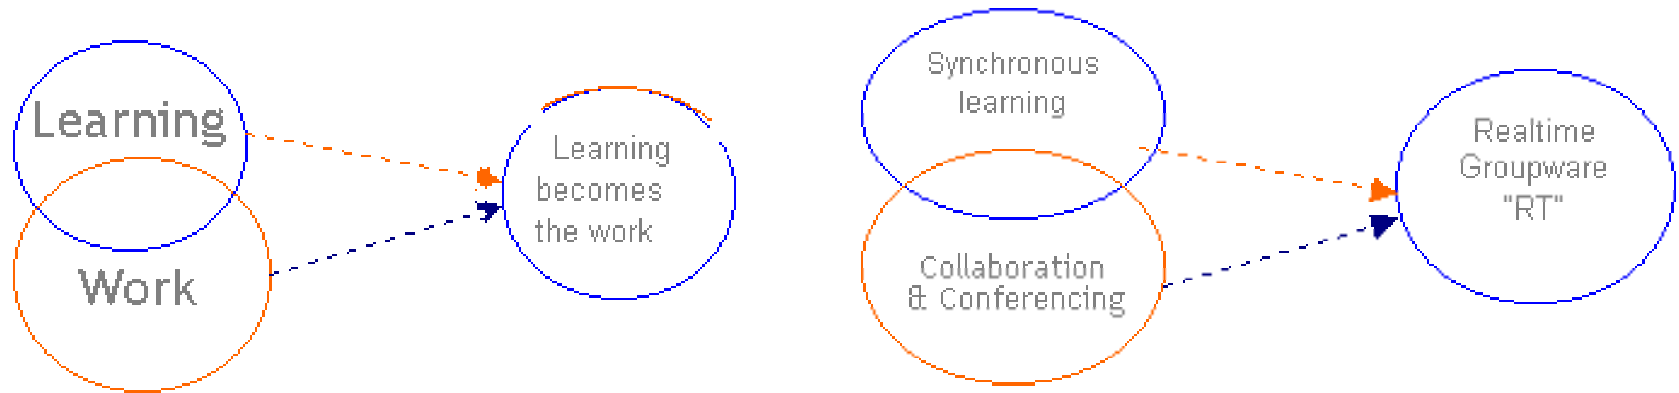 Learning
Work
Learning
becomes
the work
Synchronous
learning
Collaboration
& Conferencing
Realtime
Groupware
"RT"